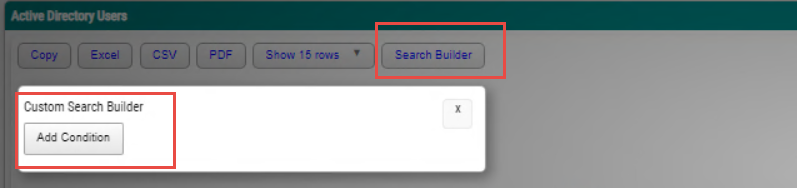 Active Directory Users
Copy Excel CSV PDF Show 15 rows ▼ Search Builder
Custom Search Builder x
Add Condition